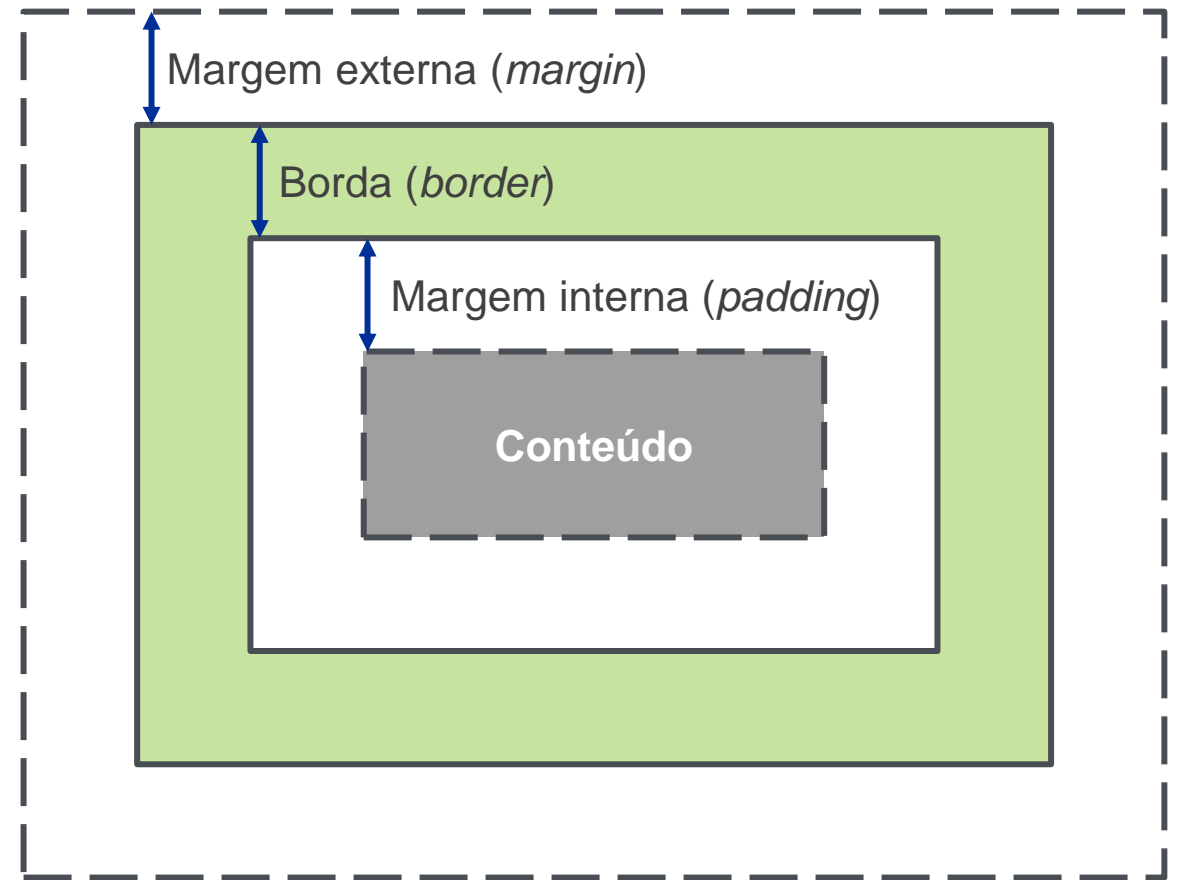 Margem externa (margin)
Borda (border)
Margem interna (padding)
Conteúdo